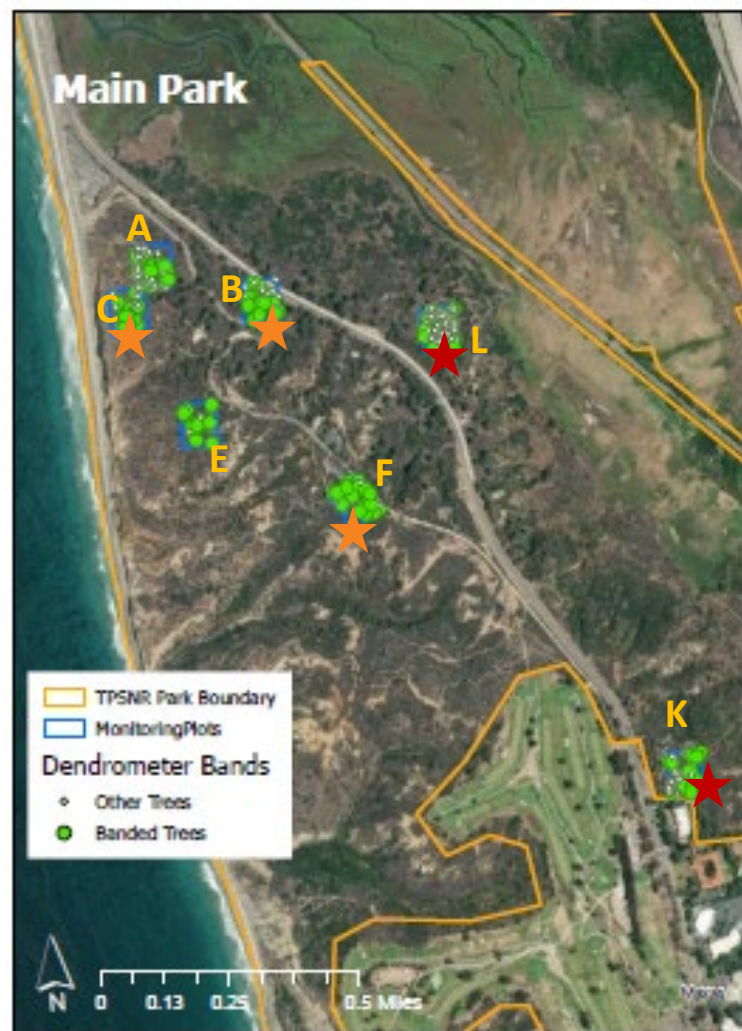 Main Park
A
B
C
L
E
F
K
TPSNR Park Boundary
MonitoringPlots
Dendrometer Bands
Other Trees
Banded Trees
N
0 0.13 0.25 0.5 Miles